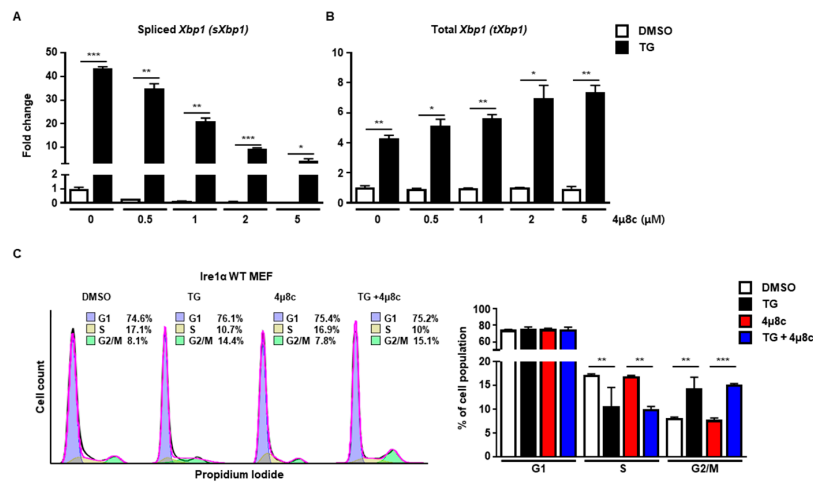 A
Spliced Xbp1 (sXbp1)
Fold change
50
40
30
20
10
2
1
0
***
**
**
***
*
0 0.5 1 2 5
B
Total Xbp1 (tXbp1)
10
8
6
4
2
0
**
*
**
*
**
0 0.5 1 2 5 4µ8c (µM)
DMSO
TG
C
Ire1α WT MEF
DMSO TG 4µ8c TG +4µ8c
G1 74.6% G1 76.1% G1 75.4% G1 75.2%
S 17.1% S 10.7% S 16.9% S 10%
G2/M 8.1% G2/M 14.4% G2/M 7.8% G2/M 15.1%
Cell count
Propidium Iodide
% of cell population
100
80
60
20
15
10
5
0
** ** ** ***
G1 S G2/M
DMSO
TG
4µ8c
TG + 4µ8c